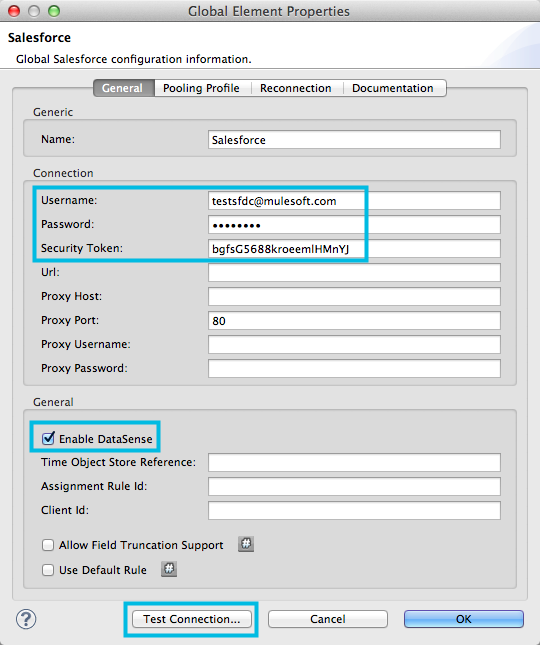 Global Element Properties
Salesforce
Global Salesforce configuration information.
General Pooling Profile Reconnection Documentation
Generic
Name: Salesforce
Connection
Username: testsfdc@mulesoft.com
Password: ••••••••
Security Token: bgfsG5688kroeemlHMnYJ
Url:
Proxy Host:
Proxy Port: 80
Proxy Username:
Proxy Password:
General
Enable DataSense
Time Object Store Reference:
Assignment Rule Id:
Client Id:
Allow Field Truncation Support #
Use Default Rule #
? Test Connection... Cancel OK